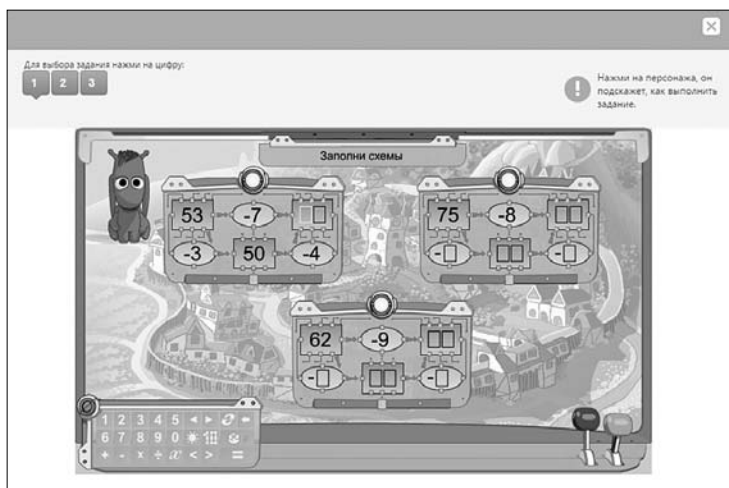 Для выбора задания нажми на цифру:
1 2 3
Нажми на персонажа, он
подскажет, как выполнить
задание.
Заполни схемы
53 -7
-3 50 -4
75 -8
- -
62 -9
- -
1 2 3 4 5
6 7 8 9 0
+ - × ÷ x < > =